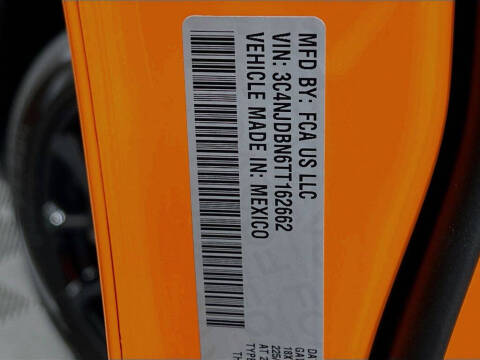 MFD BY: FCA US LLC
VIN: 3C4NJDBN6TT162662
VEHICLE MADE IN: MEXICO